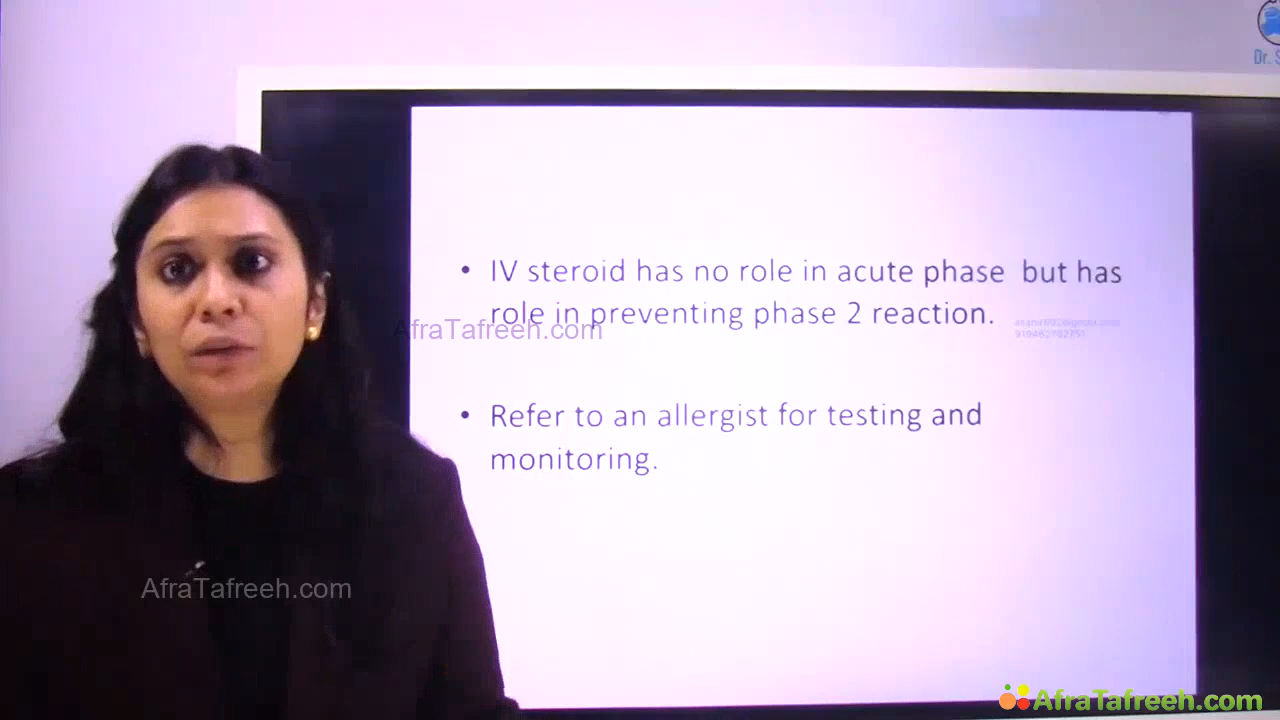 Dr. S
• IV steroid has no role in acute phase but has
role in preventing phase 2 reaction.
AfraTafreeh.com
• Refer to an allergist for testing and
monitoring.
AfraTafreeh.com
AfraTafreeh.com